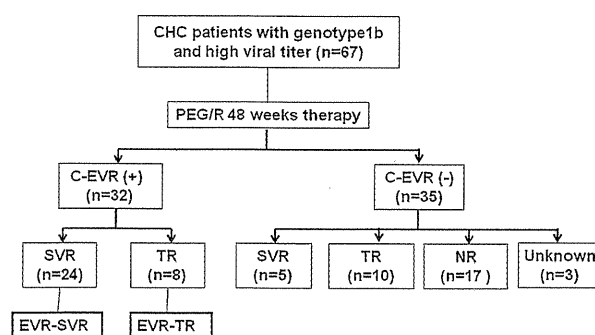 CHC patients with genotype1b
and high viral titer (n=67)
PEG/R 48 weeks therapy
C-EVR (+)
(n=32)
C-EVR (-)
(n=35)
SVR
(n=24)
TR
(n=8)
SVR
(n=5)
TR
(n=10)
NR
(n=17 )
Unknown
(n=3)
EVR-SVR
EVR-TR